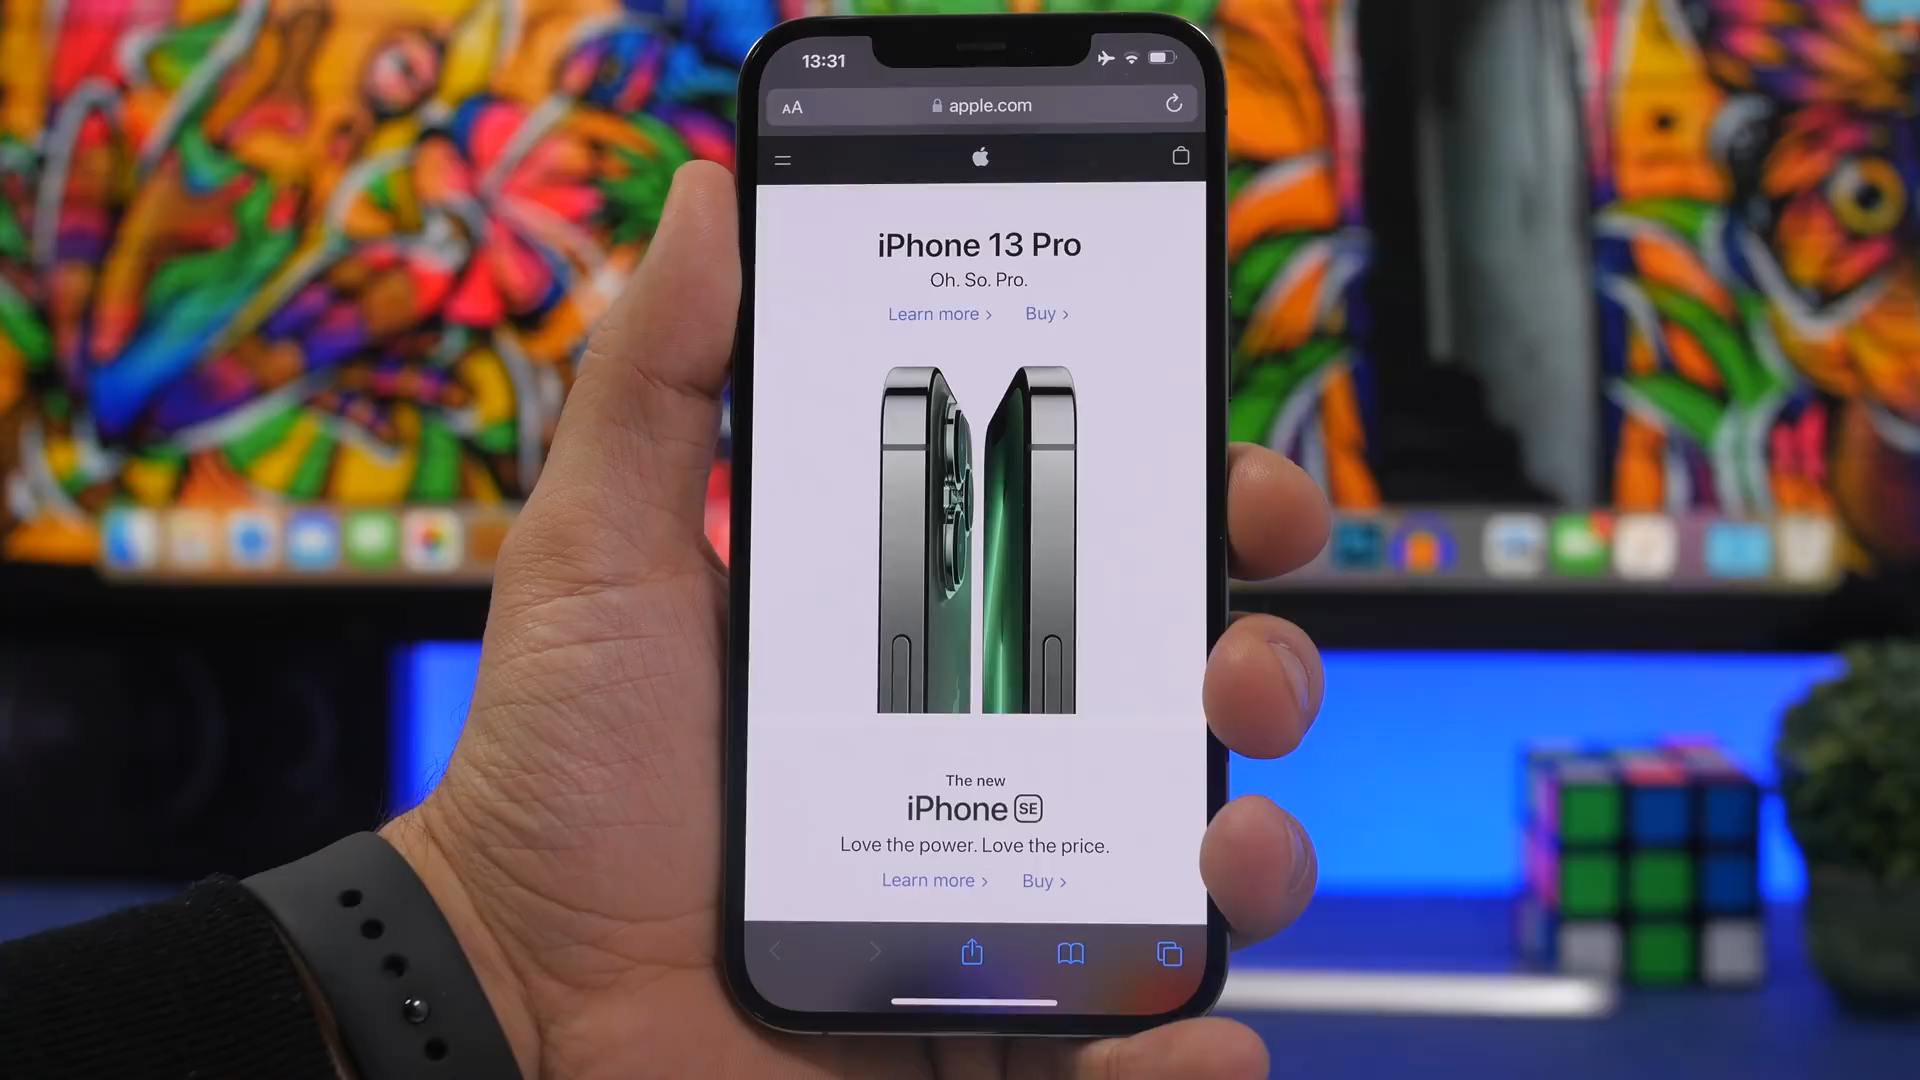 13:31
AA
apple.com
iPhone 13 Pro
Oh. So. Pro.
Learn more > Buy >
The new
iPhone SE
Love the power. Love the price.
Learn more > Buy >